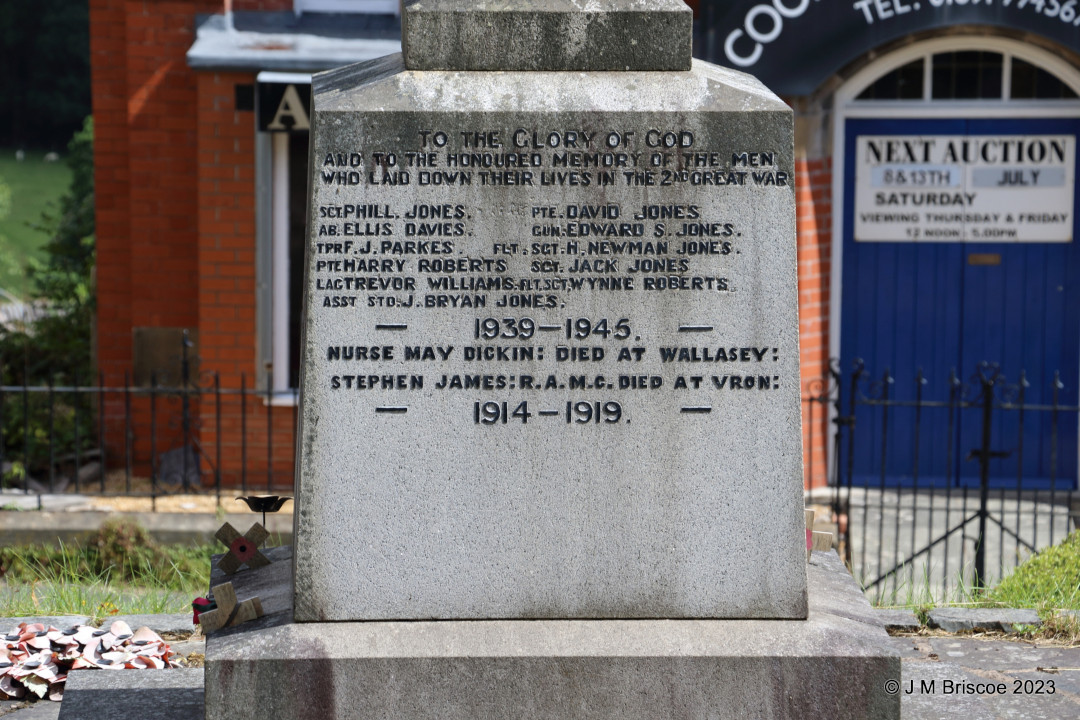 COO
TEL.
A
TO THE GLORY OF GOD
AND TO THE HONOURED MEMORY OF THE MEN
WHO LAID DOWN THEIR LIVES IN THE 2ND GREAT WAR
SGT. PHILL. JONES. PTE. DAVID JONES
AB. ELLIS DAVIES. GUN. EDWARD S. JONES.
TPR F. J. PARKES. FLT. SGT. H. NEWMAN JONES.
PTE HARRY ROBERTS SGT. JACK JONES
LAC TREVOR WILLIAMS. FLT. SGT. WYNNE ROBERTS.
ASST STD. J. BRYAN JONES.
— 1939—1945. —
NURSE MAY DICKIN: DIED AT WALLASEY:
STEPHEN JAMES: R.A.M.C. DIED AT VRON:
— 1914—1919. —
NEXT AUCTION
8 & 13TH JULY
SATURDAY
VIEWING THURSDAY & FRIDAY
12 NOON - 5.00PM
© J M Briscoe 2023